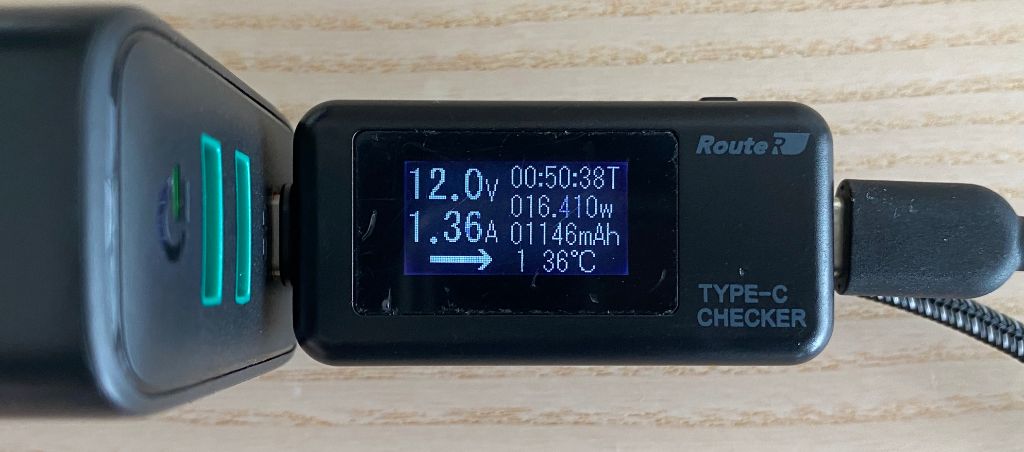 RouteR
12.0V 00:50:38T
016.410w
1.36A 01146mAh
1 36℃
TYPE-C
CHECKER